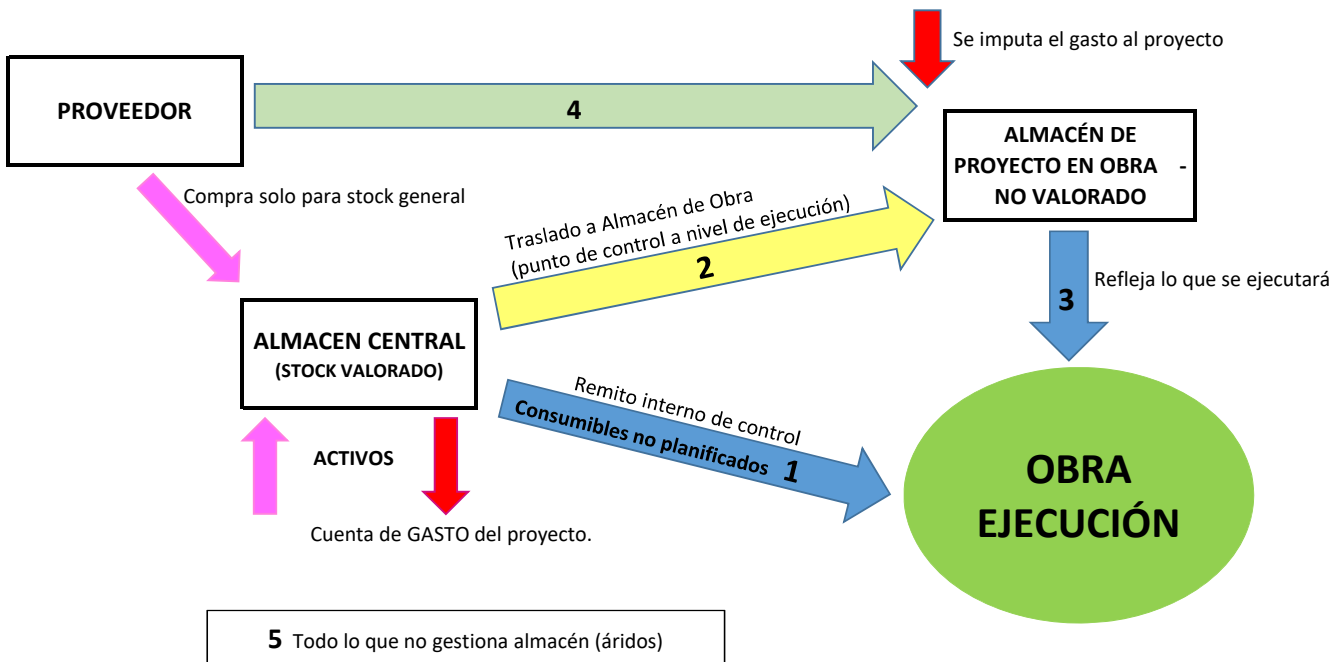 Se imputa el gasto al proyecto
PROVEEDOR
4
ALMACÉN DE
PROYECTO EN OBRA -
NO VALORADO
Compra solo para stock general
Traslado a Almacén de Obra
(punto de control a nivel de ejecución)
2
Refleja lo que se ejecutará
3
ALMACEN CENTRAL
(STOCK VALORADO)
Remito interno de control
Consumibles no planificados 1
ACTIVOS
OBRA
EJECUCIÓN
Cuenta de GASTO del proyecto.
5 Todo lo que no gestiona almacén (áridos)